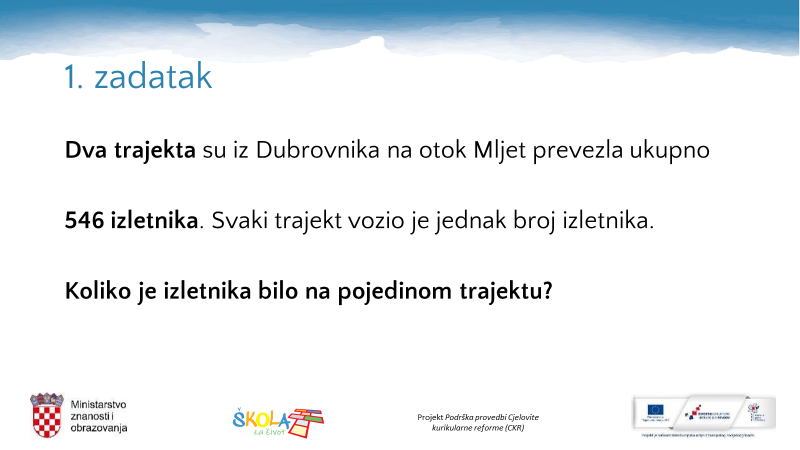 1. zadatak
Dva trajekta su iz Dubrovnika na otok Mljet prevezla ukupno
546 izletnika. Svaki trajekt vozio je jednak broj izletnika.
Koliko je izletnika bilo na pojedinom trajektu?
Ministarstvo
znanosti i
obrazovanja
ŠKOLA
za život
Projekt Podrška provedbi Cjelovite
kurikularne reforme (CKR)